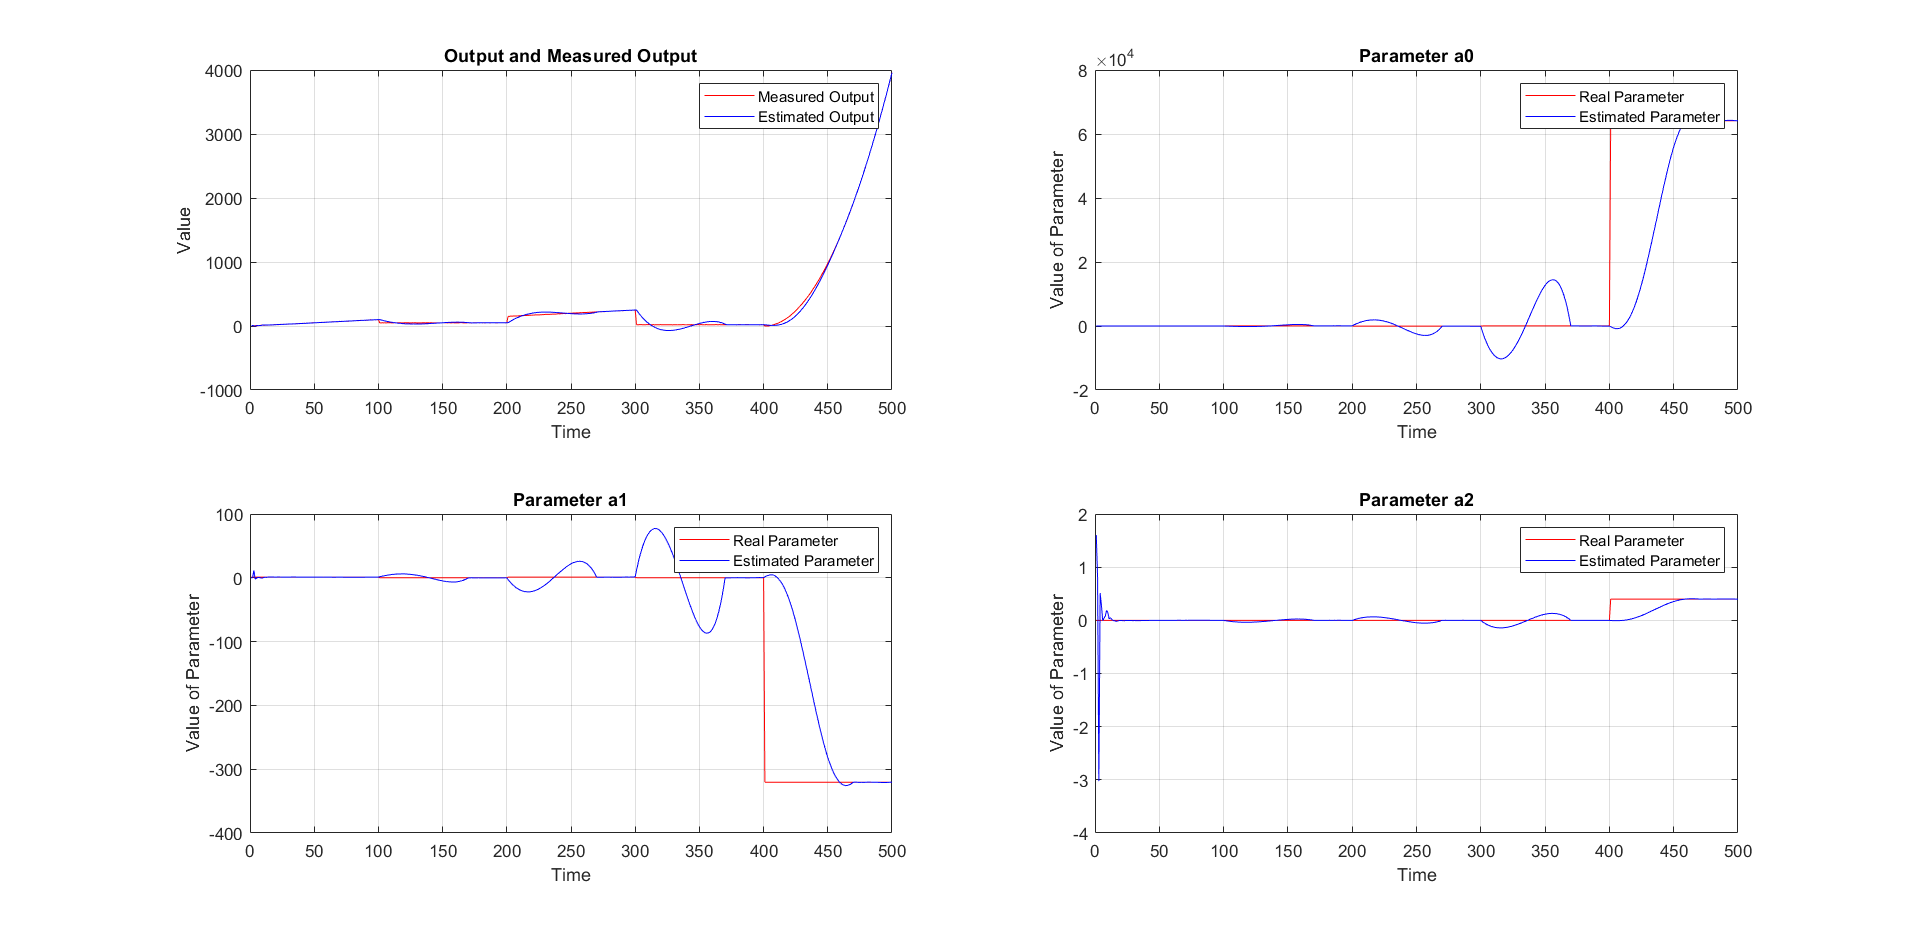 Output and Measured Output
4000
3000
2000
1000
0
-1000
Value
Measured Output
Estimated Output
0 50 100 150 200 250 300 350 400 450 500
Time
Parameter a0
×10^4
8
6
4
2
0
-2
Value of Parameter
Real Parameter
Estimated Parameter
0 50 100 150 200 250 300 350 400 450 500
Time
Parameter a1
100
0
-100
-200
-300
-400
Value of Parameter
Real Parameter
Estimated Parameter
0 50 100 150 200 250 300 350 400 450 500
Time
Parameter a2
2
1
0
-1
-2
-3
-4
Value of Parameter
Real Parameter
Estimated Parameter
0 50 100 150 200 250 300 350 400 450 500
Time